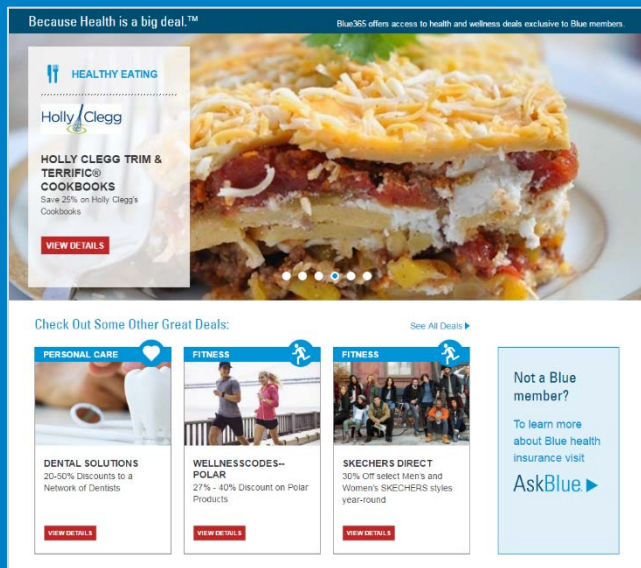 Because Health is a big deal.™
Blue365 offers access to health and wellness deals exclusive to Blue members.
HEALTHY EATING
Holly Clegg
HOLLY CLEGG TRIM &
TERRIFIC®
COOKBOOKS
Save 25% on Holly Clegg's
Cookbooks
VIEW DETAILS
Check Out Some Other Great Deals:
See All Deals
PERSONAL CARE
DENTAL SOLUTIONS
20-50% Discounts to a
Network of Dentists
VIEW DETAILS
FITNESS
WELLNESSCODES--
POLAR
27% - 40% Discount on Polar
Products
VIEW DETAILS
FITNESS
SKECHERS DIRECT
30% Off select Men's and
Women's SKECHERS styles
year-round
VIEW DETAILS
Not a Blue
member?
To learn more
about Blue health
insurance visit
AskBlue.